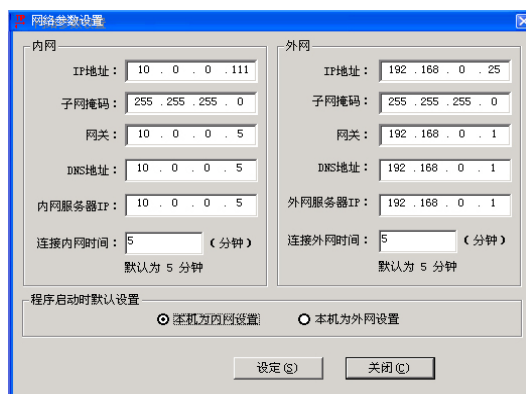 网络参数设置
内网
IP地址： 10 . 0 . 0 .111
子网掩码： 255 .255 .255 . 0
网关： 10 . 0 . 0 . 5
DNS地址： 10 . 0 . 0 . 5
内网服务器IP： 10 . 0 . 0 . 5
连接内网时间： 5 （分钟）
默认为 5 分钟
外网
IP地址： 192 .168 . 0 . 25
子网掩码： 255 .255 .255 . 0
网关： 192 .168 . 0 . 1
DNS地址： 192 .168 . 0 . 1
外网服务器IP： 192 .168 . 0 . 1
连接外网时间： 5 （分钟）
默认为 5 分钟
程序启动时默认设置
本机为内网设置 本机为外网设置
设定(S) 关闭(C)